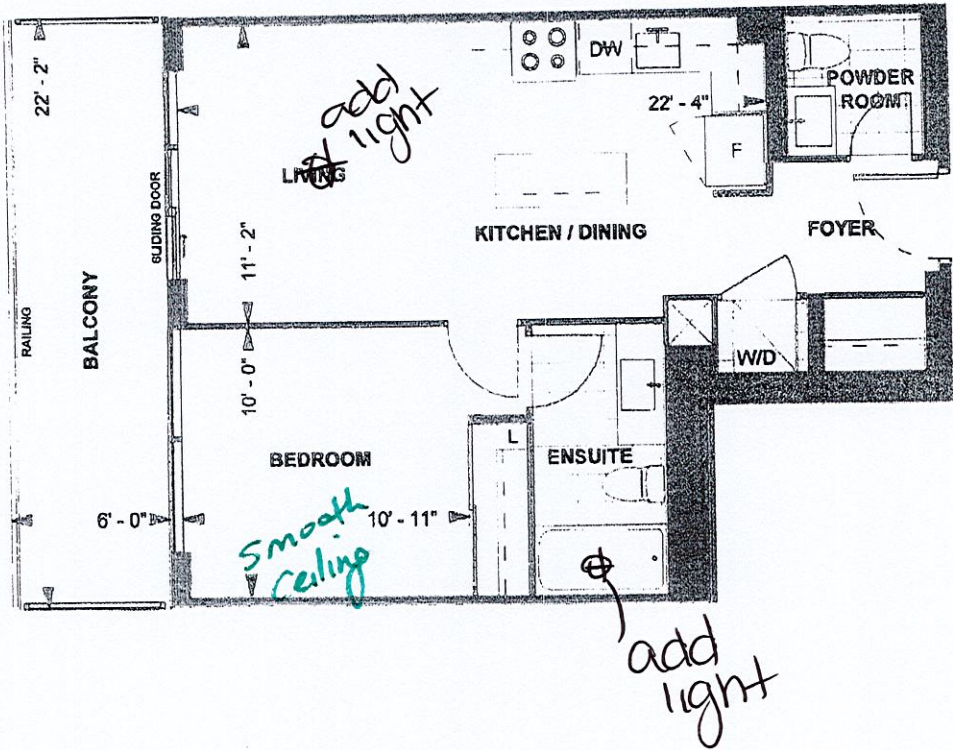 22' - 2"
DW
POWDER
ROOM
add
light
22' - 4"
F
LIVING
SLIDING DOOR
11' - 2"
KITCHEN / DINING
FOYER
RAILING
BALCONY
10' - 0"
W/D
L
BEDROOM
ENSUITE
6' - 0"
10' - 11"
smooth
ceiling
add
light